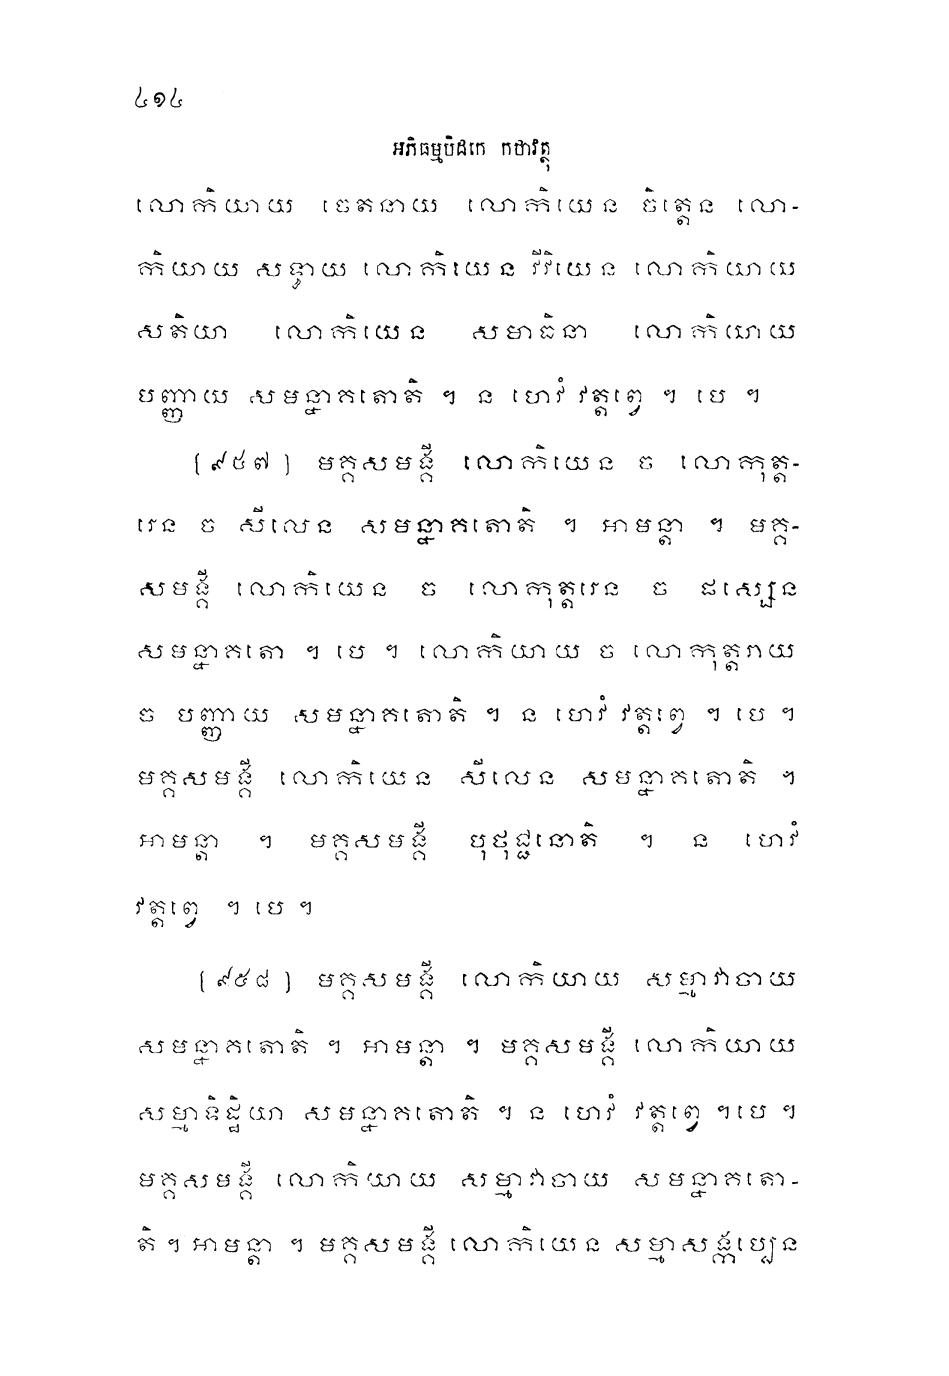 ៤១៤
អភិធម្មបិដកេ កថាវត្ថុ
លោកិយាយ ចេតនាយ លោកិយេន ចិត្តេន លោ-
កិយាយ សទ្ធាយ លោកិយេន វីរិយេន លោកិយាយ
សតិយា លោកិយេន សមាធិនា លោកិយាយ
បញ្ញាយ សមន្នាគតោតិ ។ ន ហេវំ វត្តព្វេ ។ បេ ។
(៩៥៧) មគ្គសមង្គី លោកិយេន ច លោកុត្ត-
រេន ច សីលេន សមន្នាគតោតិ ។ អាមន្តា ។ មគ្គ-
សមង្គី លោកិយេន ច លោកុត្តរេន ច ផស្សេន
សមន្នាគតោ ។ បេ ។ លោកិយាយ ច លោកុត្តរាយ
ច បញ្ញាយ សមន្នាគតោតិ ។ ន ហេវំ វត្តព្វេ ។ បេ ។
មគ្គសមង្គី លោកិយេន សីលេន សមន្នាគតោតិ ។
អាមន្តា ។ មគ្គសមង្គី បុថុជ្ជនោតិ ។ ន ហេវំ
វត្តព្វេ ។ បេ ។
(៩៥៨) មគ្គសមង្គី លោកិយាយ សម្មាវាចាយ
សមន្នាគតោតិ ។ អាមន្តា ។ មគ្គសមង្គី លោកិយាយ
សម្មាទិដ្ឋិយា សមន្នាគតោតិ ។ ន ហេវំ វត្តព្វេ ។បេ ។
មគ្គសមង្គី លោកិយាយ សម្មាវាចាយ សមន្នាគតោ-
តិ ។ អាមន្តា ។ មគ្គសមង្គី លោកិយេន សម្មាសង្កប្បេន